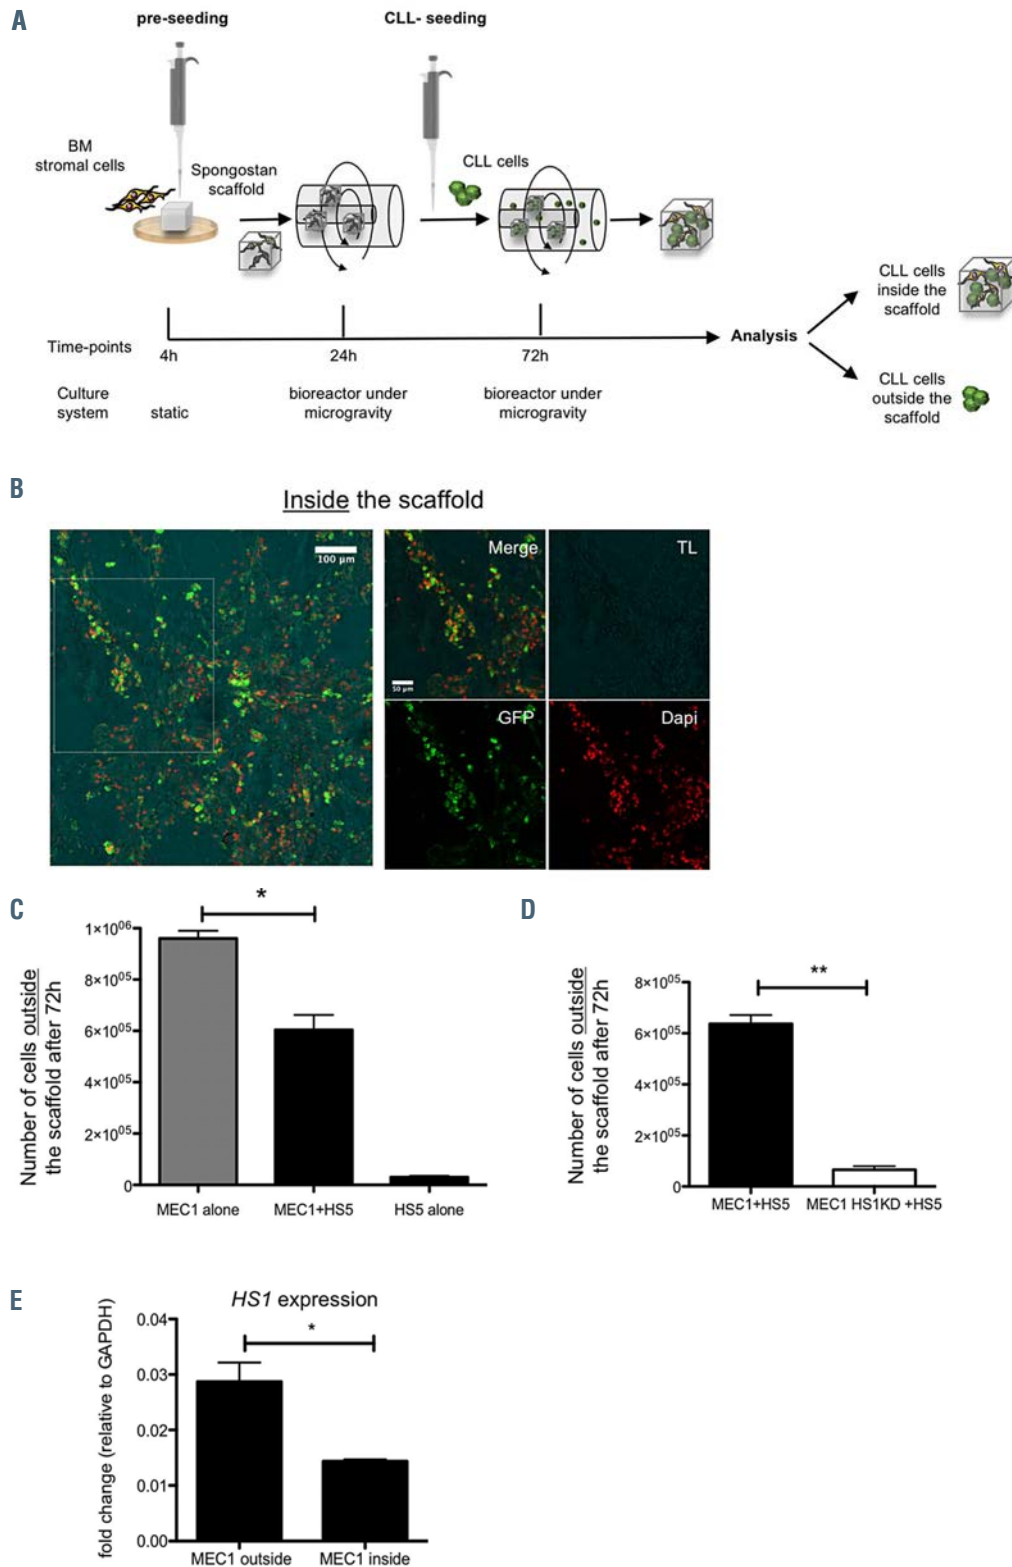 A
pre-seeding
CLL- seeding
BM
stromal cells
Spongostan
scaffold
CLL cells
CLL cells
inside the
scaffold
Time-points
4h
24h
72h
Analysis
Culture
system
static
bioreactor under
microgravity
bioreactor under
microgravity
CLL cells
outside the
scaffold
B
Inside the scaffold
100 µm
Merge
TL
50 µm
GFP
Dapi
C
*
Number of cells outside
the scaffold after 72h
1×10⁰⁶
8×10⁰⁵
6×10⁰⁵
4×10⁰⁵
2×10⁰⁵
0
MEC1 alone
MEC1+HS5
HS5 alone
D
**
Number of cells outside
the scaffold after 72h
8×10⁰⁵
6×10⁰⁵
4×10⁰⁵
2×10⁰⁵
0
MEC1+HS5
MEC1 HS1KD +HS5
E
HS1 expression
*
fold change (relative to GAPDH)
0.04
0.03
0.02
0.01
0.00
MEC1 outside
MEC1 inside